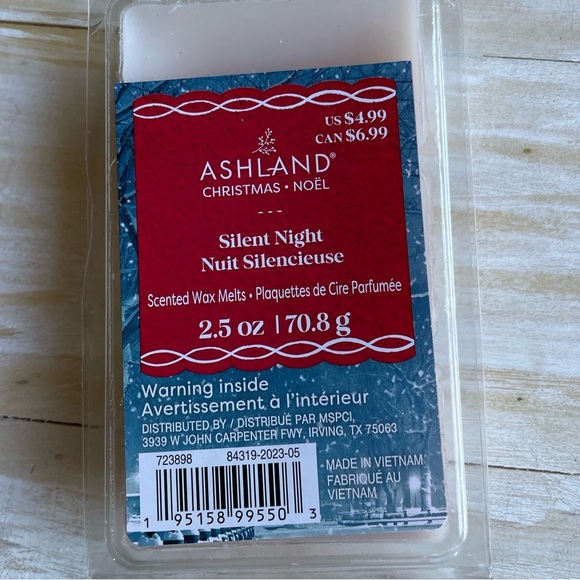 US $4.99
CAN $6.99
ASHLAND®
CHRISTMAS • NOËL
---
Silent Night
Nuit Silencieuse
Scented Wax Melts • Plaquettes de Cire Parfumée
2.5 oz | 70.8 g
Warning inside
Avertissement à l'intérieur
DISTRIBUTED BY / DISTRIBUÉ PAR MSPCI,
3939 W JOHN CARPENTER FWY, IRVING, TX 75063
723898 84319-2023-05
1 95158 99550 3
MADE IN VIETNAM
FABRIQUÉ AU
VIETNAM